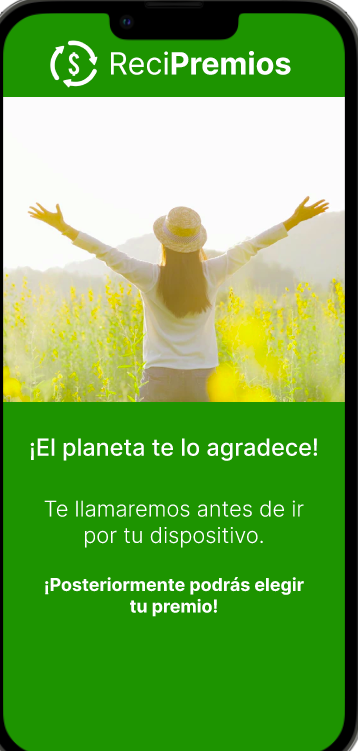 ReciPremios
¡El planeta te lo agradece!
Te llamaremos antes de ir
por tu dispositivo.
¡Posteriormente podrás elegir
tu premio!